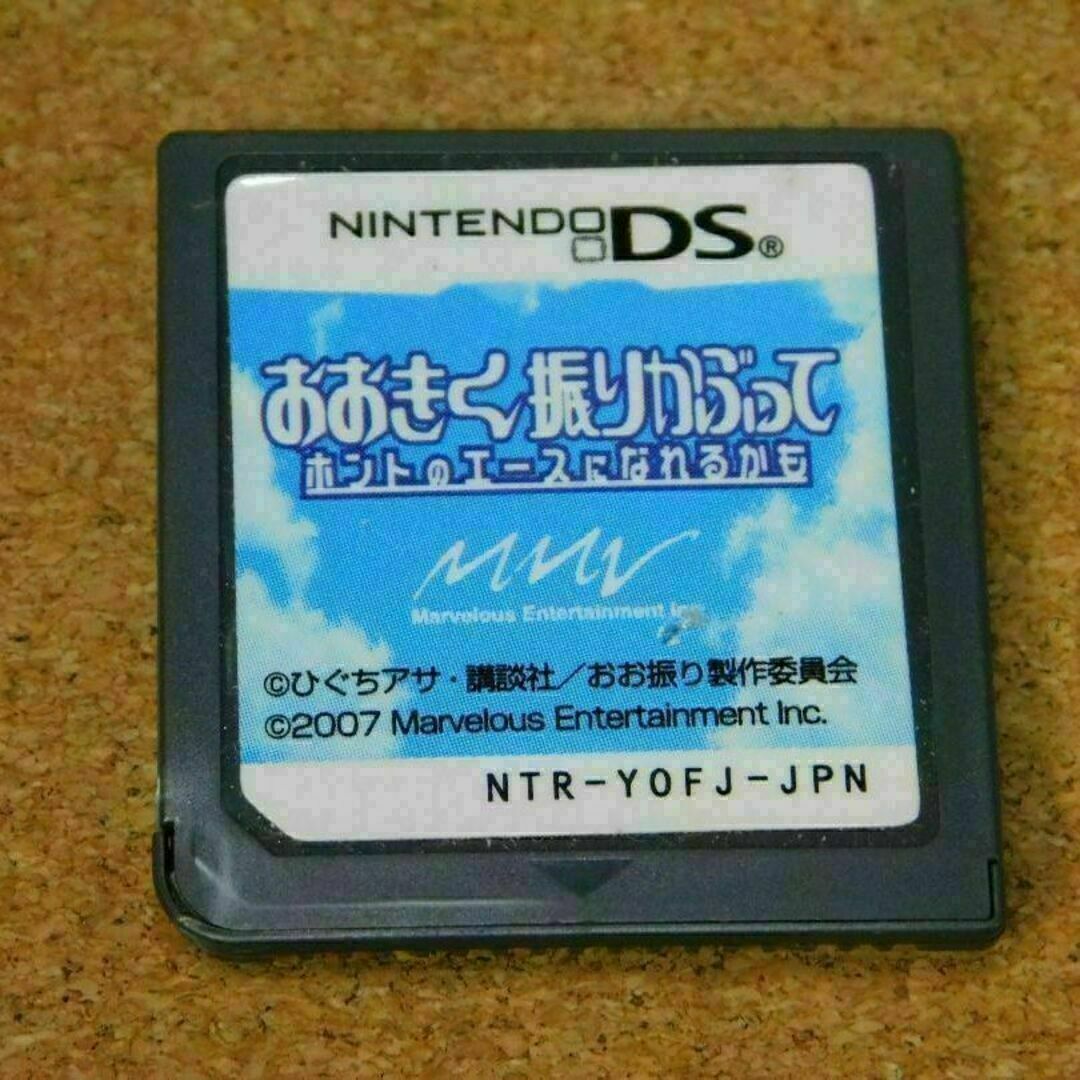 NINTENDO DS®
おおきく振りかぶって
ホントのエースになれるかも
MMV
Marvelous Entertainment Inc.
©ひぐちアサ・講談社／おお振り製作委員会
©2007 Marvelous Entertainment Inc.
NTR-YOFJ-JPN